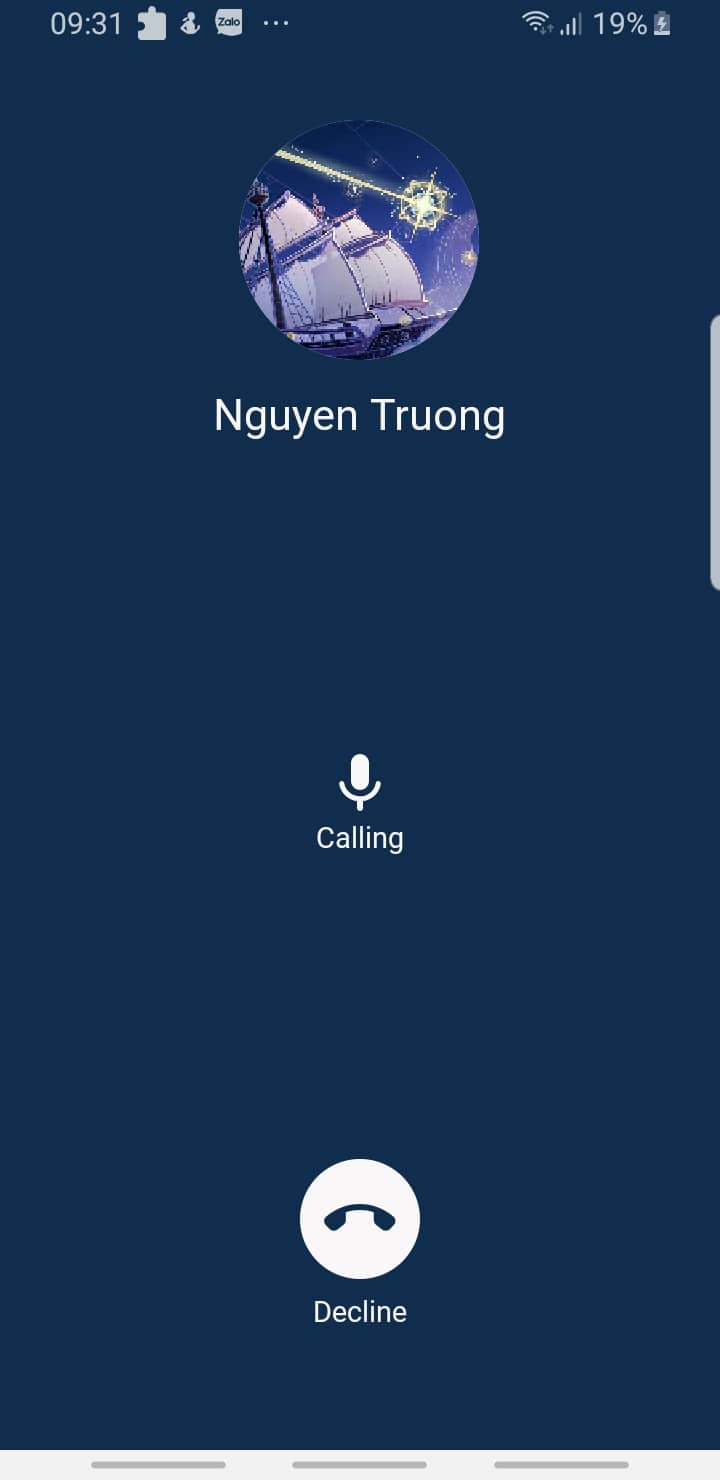 09:31 Zalo ... 19%
Nguyen Truong
Calling
Decline